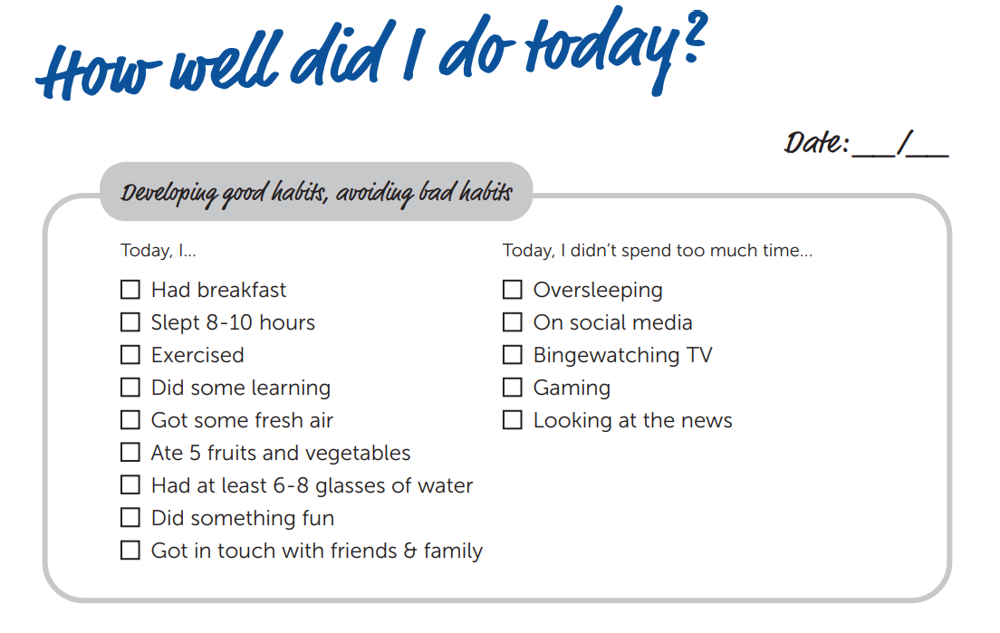 How well did I do today?
Date:__/__
Developing good habits, avoiding bad habits
Today, I...
Had breakfast
Slept 8-10 hours
Exercised
Did some learning
Got some fresh air
Ate 5 fruits and vegetables
Had at least 6-8 glasses of water
Did something fun
Got in touch with friends & family
Today, I didn't spend too much time...
Oversleeping
On social media
Bingewatching TV
Gaming
Looking at the news